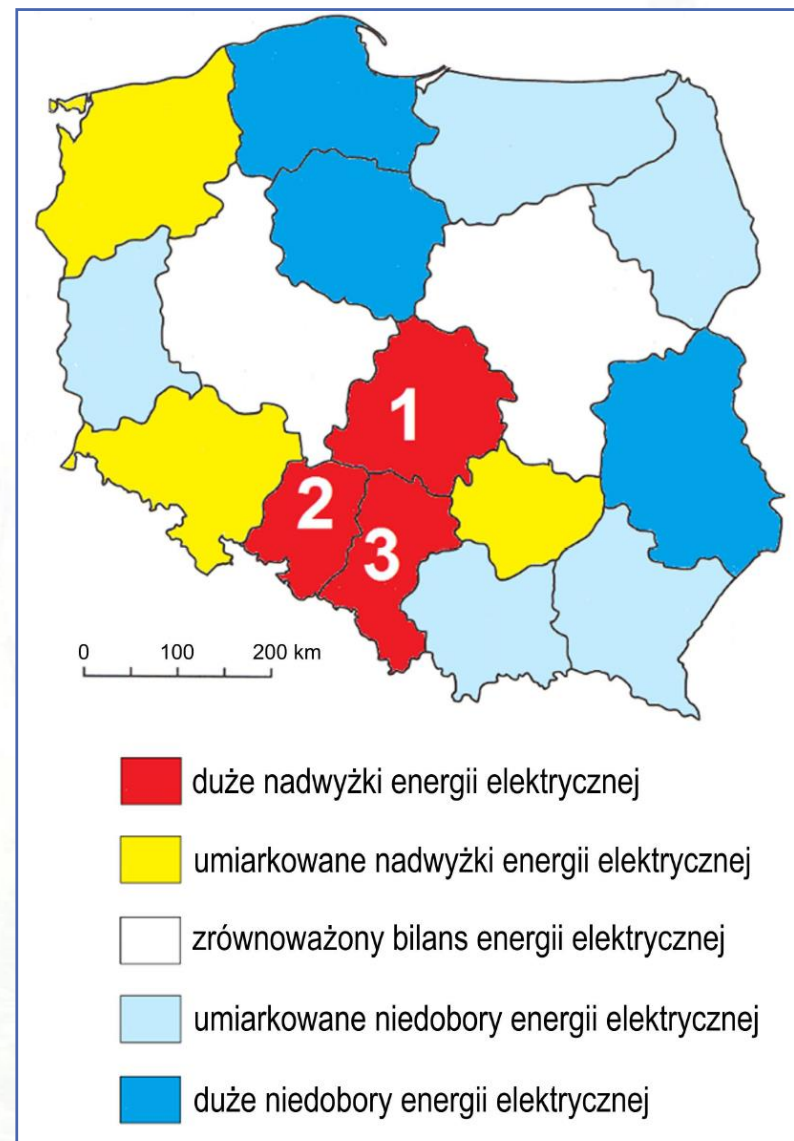 1
2
3
0 100 200 km
duże nadwyżki energii elektrycznej
umiarkowane nadwyżki energii elektrycznej
zrównoważony bilans energii elektrycznej
umiarkowane niedobory energii elektrycznej
duże niedobory energii elektrycznej